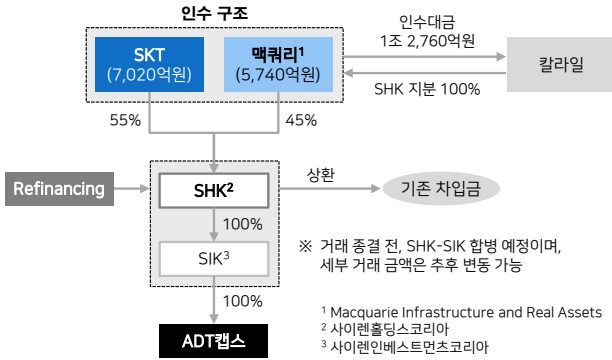 인수 구조
SKT
(7,020억원)
맥쿼리¹
(5,740억원)
인수대금
1조 2,760억원
칼라일
SHK 지분 100%
55%
45%
Refinancing
SHK²
상환
기존 차입금
100%
SIK³
※ 거래 종결 전, SHK-SIK 합병 예정이며,
세부 거래 금액은 추후 변동 가능
100%
ADT캡스
¹ Macquarie Infrastructure and Real Assets
² 사이렌홀딩스코리아
³ 사이렌인베스트먼츠코리아